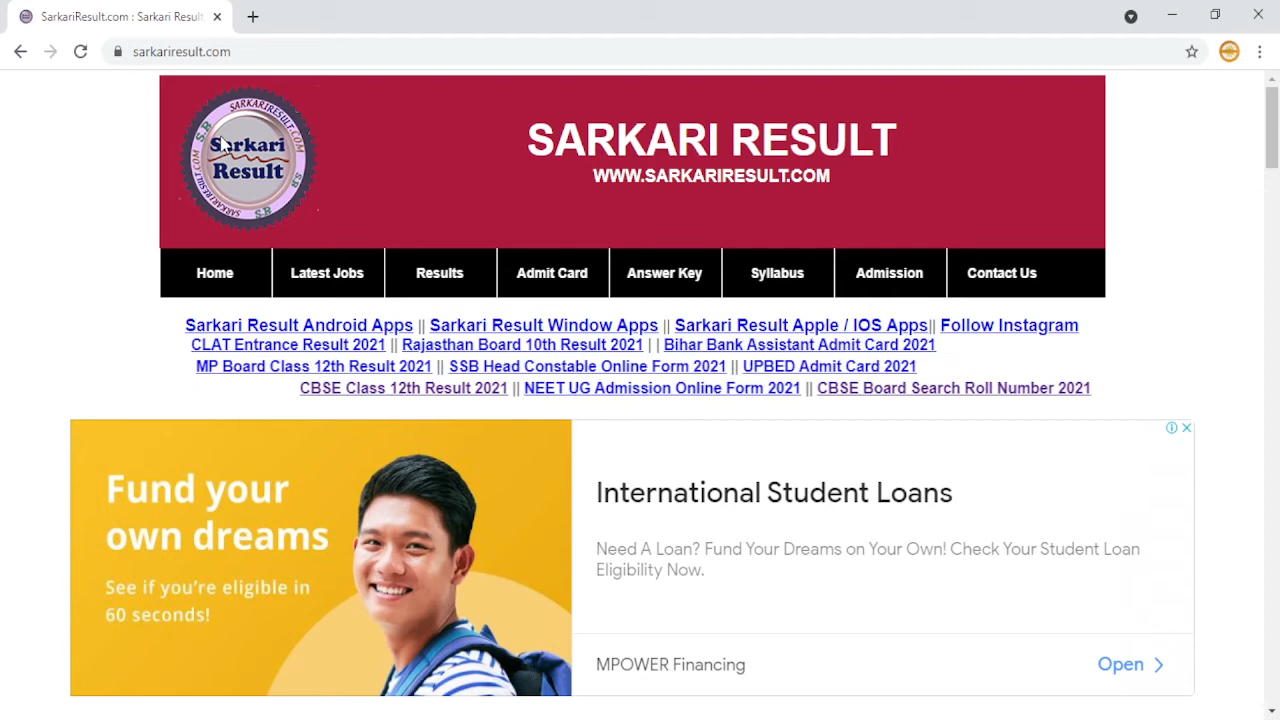 SarkariResult.com : Sarkari Result
sarkariresult.com
SARKARIRESULT.COM
S.R
Sarkari
Result
SARKARI RESULT
WWW.SARKARIRESULT.COM
Home Latest Jobs Results Admit Card Answer Key Syllabus Admission Contact Us
Sarkari Result Android Apps || Sarkari Result Window Apps || Sarkari Result Apple / IOS Apps|| Follow Instagram
CLAT Entrance Result 2021 || Rajasthan Board 10th Result 2021 | | Bihar Bank Assistant Admit Card 2021
MP Board Class 12th Result 2021 || SSB Head Constable Online Form 2021 || UPBED Admit Card 2021
CBSE Class 12th Result 2021 || NEET UG Admission Online Form 2021 || CBSE Board Search Roll Number 2021
Fund your
own dreams
See if you're eligible in
60 seconds!
International Student Loans
Need A Loan? Fund Your Dreams on Your Own! Check Your Student Loan
Eligibility Now.
MPOWER Financing
Open